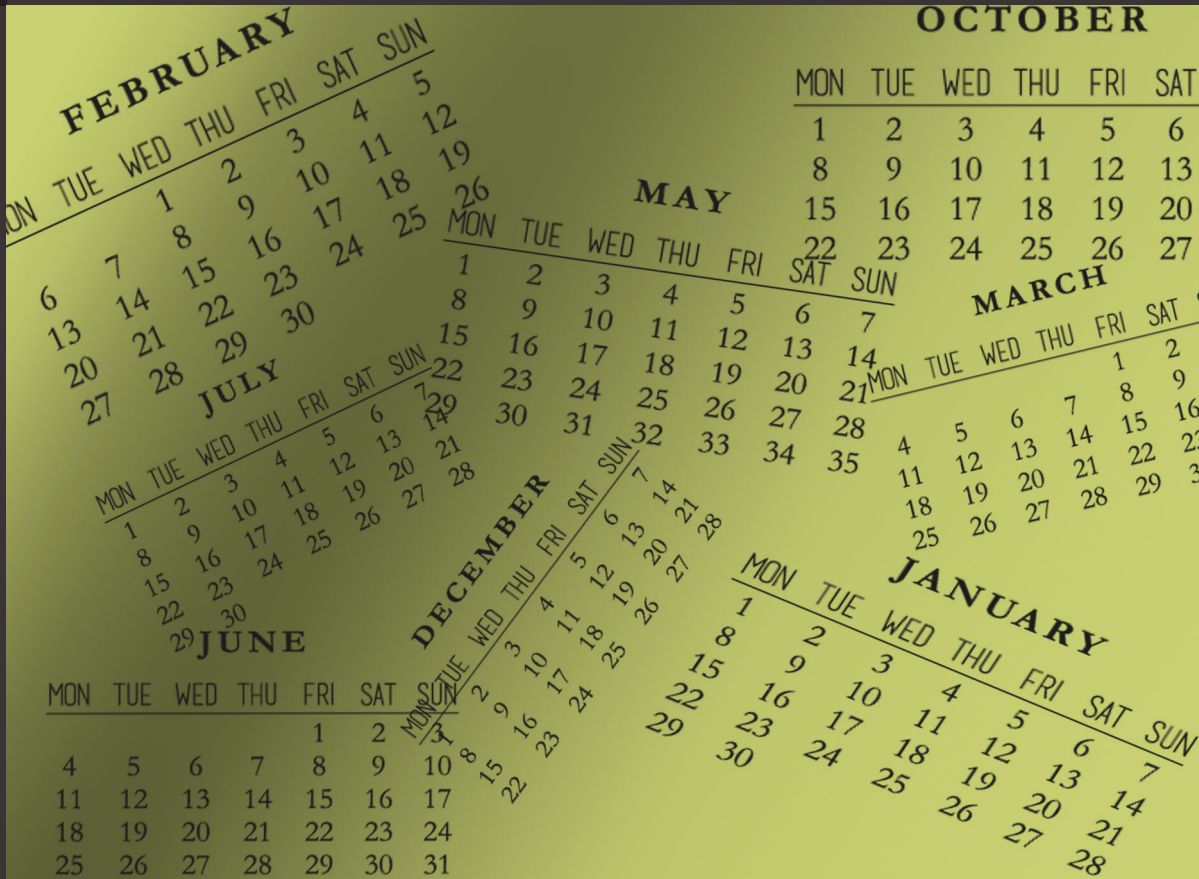 FEBRUARY
ON TUE WED THU FRI SAT SUN
1 2 3 4 5
6 7 8 9 10 11 12
13 14 15 16 17 18 19
20 21 22 23 24 25 26
27 28 29 30
OCTOBER
MON TUE WED THU FRI SAT
1 2 3 4 5 6
8 9 10 11 12 13
15 16 17 18 19 20
22 23 24 25 26 27
MAY
MON TUE WED THU FRI SAT SUN
1 2 3 4 5 6 7
8 9 10 11 12 13 14
15 16 17 18 19 20 21
22 23 24 25 26 27 28
29 30 31 32 33 34 35
MARCH
MON TUE WED THU FRI SAT
1 2
4 5 6 7 8 9
11 12 13 14 15 16
18 19 20 21 22
25 26 27 28 29
JULY
MON TUE WED THU FRI SAT SUN
1 2 3 4 5 6 7
8 9 10 11 12 13 14
15 16 17 18 19 20 21
22 23 24 25 26 27 28
29 30
DECEMBER
MON TUE WED THU FRI SAT SUN
1 2 3 4 5 6 7
8 9 10 11 12 13 14
15 16 17 18 19 20 21
22 23 24 25 26 27 28
JANUARY
MON TUE WED THU FRI SAT SUN
1 2 3 4 5 6 7
8 9 10 11 12 13 14
15 16 17 18 19 20 21
22 23 24 25 26 27 28
29 30
JUNE
MON TUE WED THU FRI SAT SUN
1 2 3
4 5 6 7 8 9 10
11 12 13 14 15 16 17
18 19 20 21 22 23 24
25 26 27 28 29 30 31